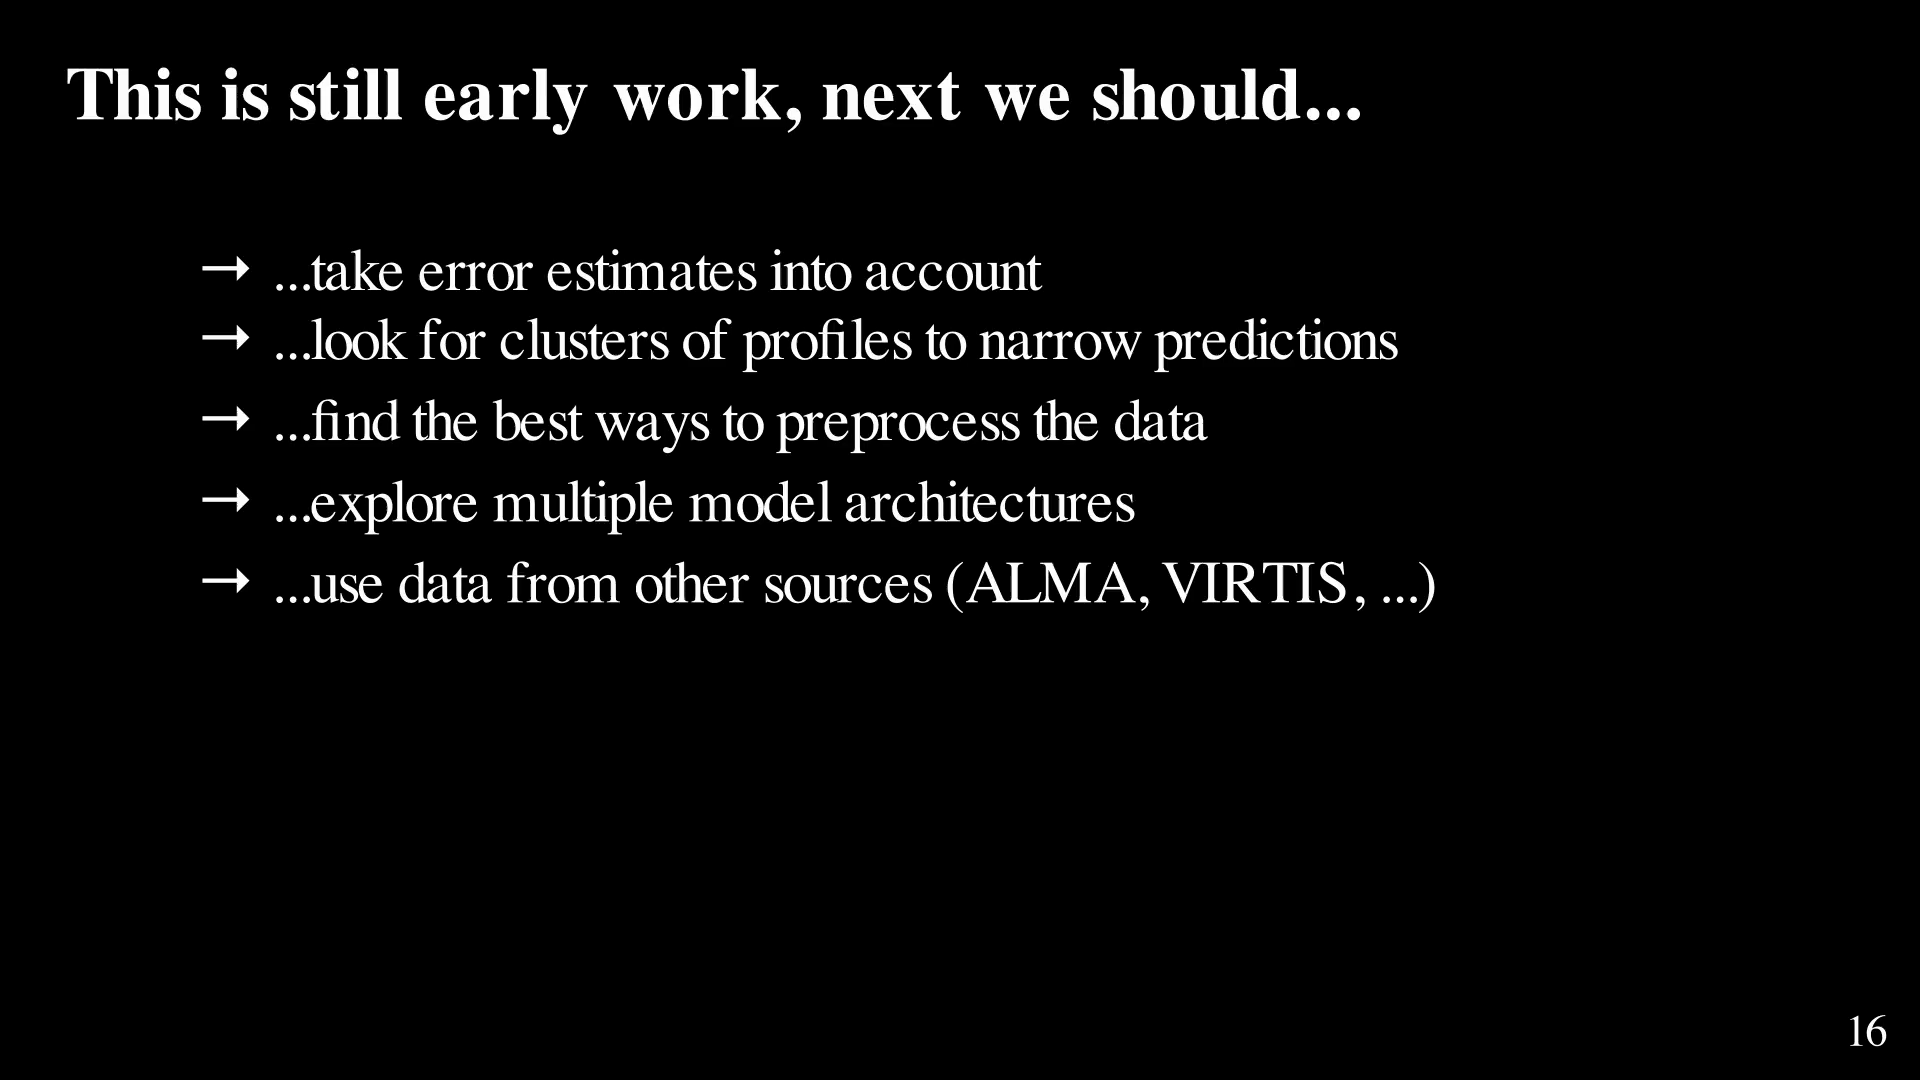 This is still early work, next we should...
→ ...take error estimates into account
→ ...look for clusters of profiles to narrow predictions
→ ...find the best ways to preprocess the data
→ ...explore multiple model architectures
→ ...use data from other sources (ALMA, VIRTIS, ...)
16